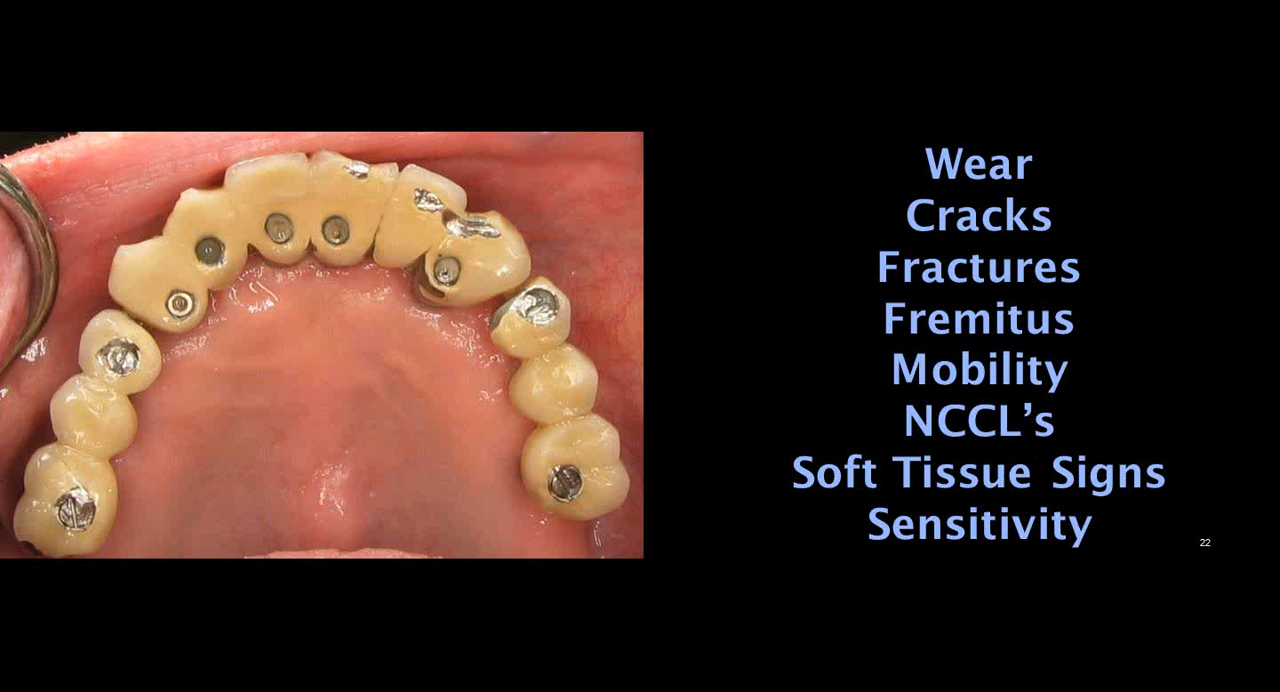 Wear
Cracks
Fractures
Fremitus
Mobility
NCCL’s
Soft Tissue Signs
Sensitivity
22